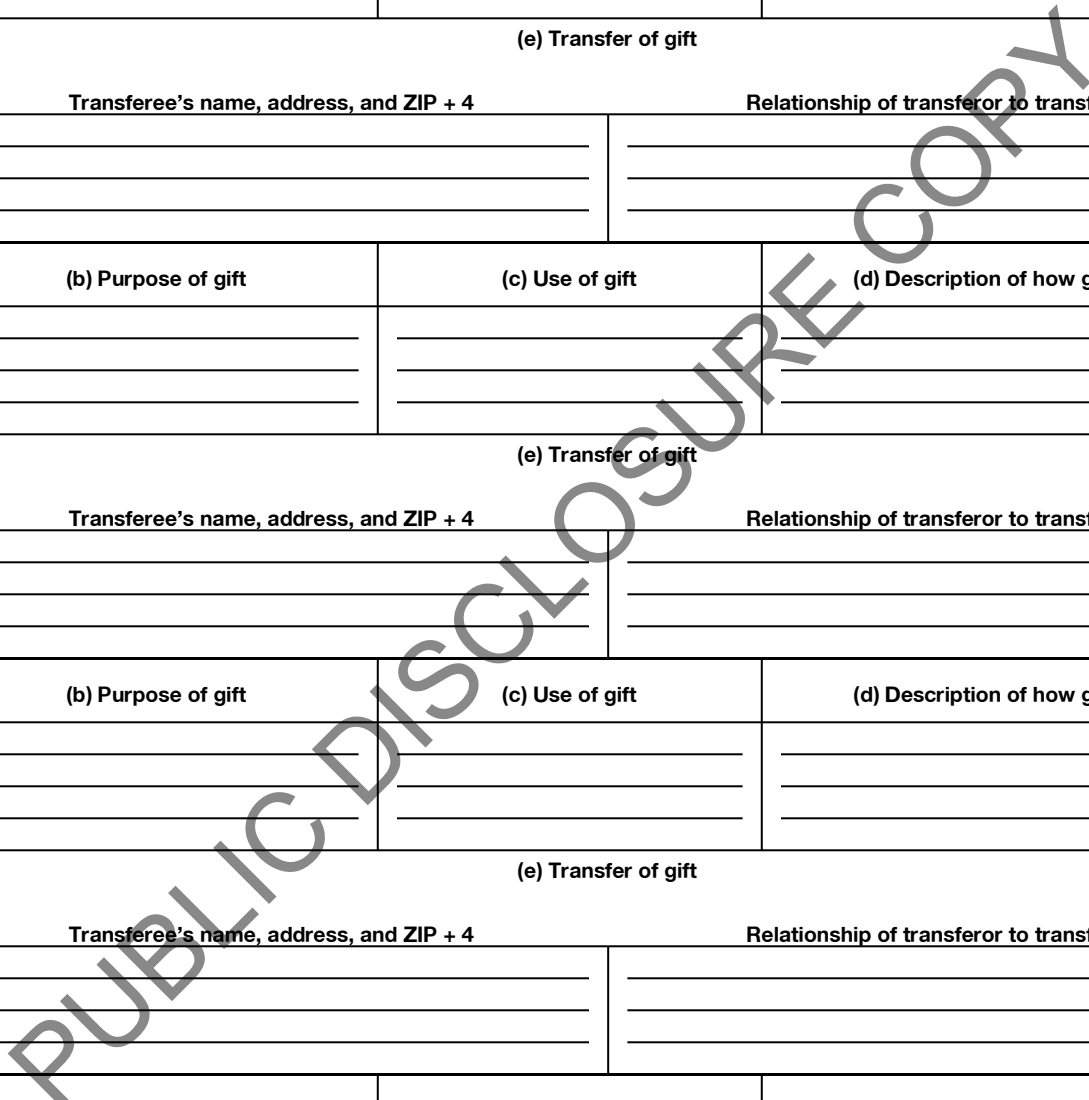 (e) Transfer of gift
Transferee's name, address, and ZIP + 4 Relationship of transferor to transf
(b) Purpose of gift (c) Use of gift (d) Description of how g
(e) Transfer of gift
Transferee's name, address, and ZIP + 4 Relationship of transferor to transf
(b) Purpose of gift (c) Use of gift (d) Description of how g
(e) Transfer of gift
Transferee's name, address, and ZIP + 4 Relationship of transferor to transf
PUBLIC DISCLOSURE COPY